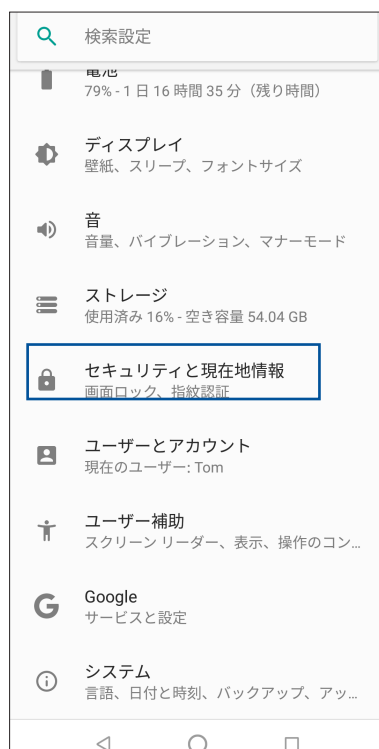 検索設定
電池
79% - 1 日 16 時間 35 分（残り時間）
ディスプレイ
壁紙、スリープ、フォントサイズ
音
音量、バイブレーション、マナーモード
ストレージ
使用済み 16% - 空き容量 54.04 GB
セキュリティと現在地情報
画面ロック、指紋認証
ユーザーとアカウント
現在のユーザー: Tom
ユーザー補助
スクリーン リーダー、表示、操作のコン...
Google
サービスと設定
システム
言語、日付と時刻、バックアップ、アッ...